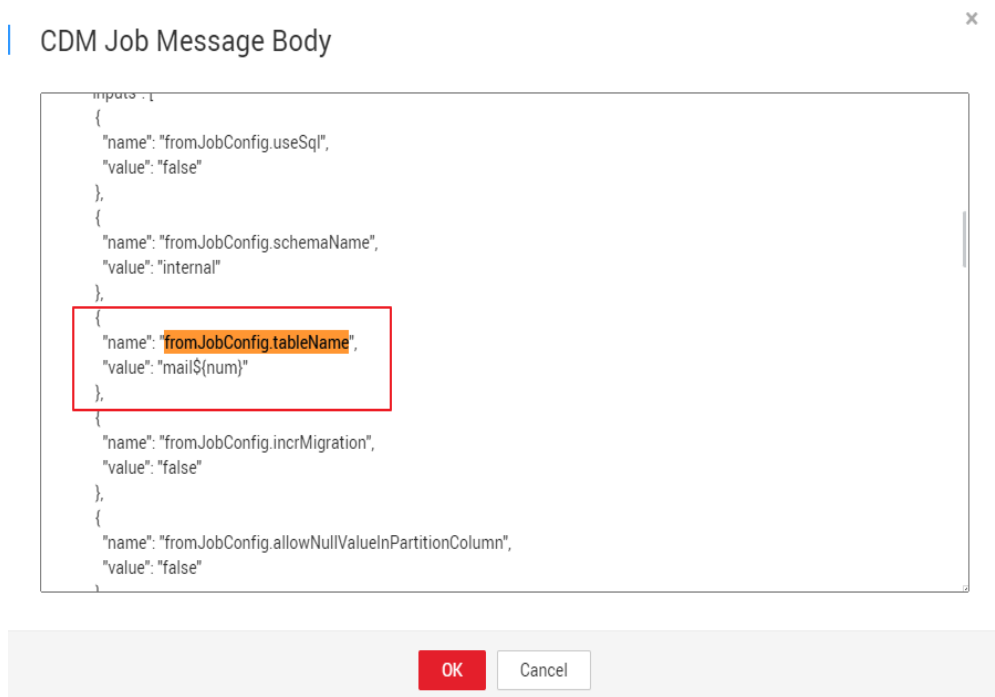 ×
CDM Job Message Body
inputs : [
{
"name": "fromJobConfig.useSql",
"value": "false"
},
{
"name": "fromJobConfig.schemaName",
"value": "internal"
},
{
"name": "fromJobConfig.tableName",
"value": "mail${num}"
},
{
"name": "fromJobConfig.incrMigration",
"value": "false"
},
{
"name": "fromJobConfig.allowNullValueInPartitionColumn",
"value": "false"
}
OK Cancel